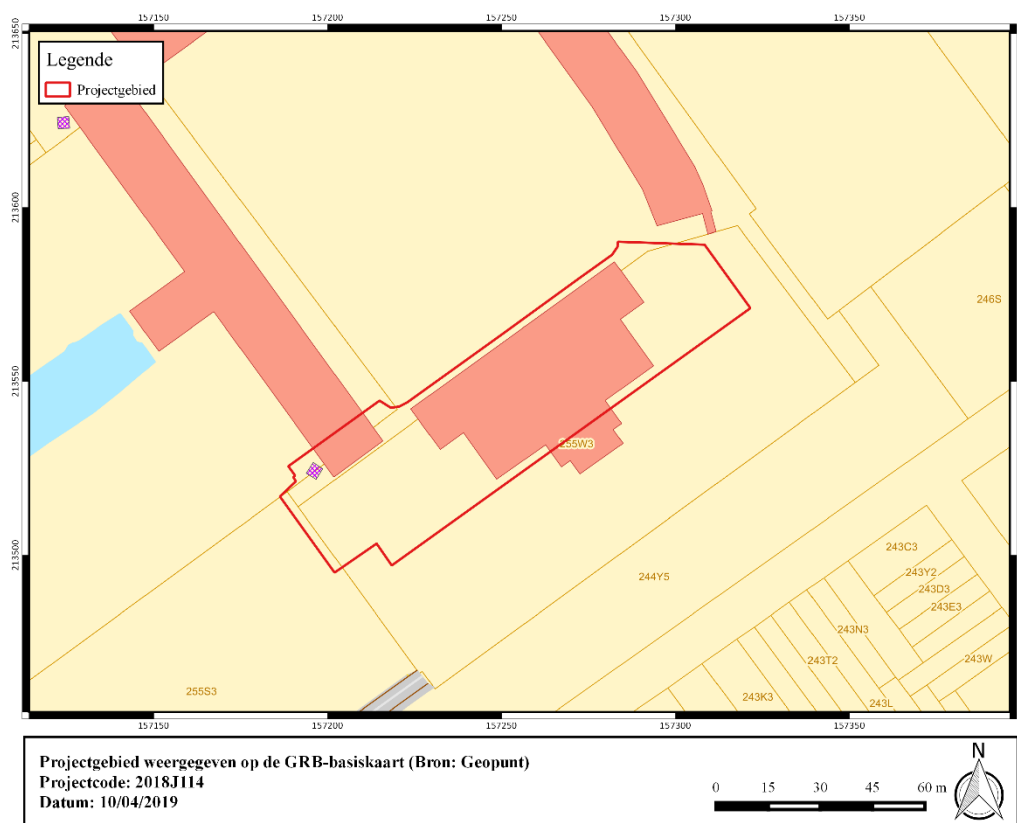 157150 157200 157250 157300 157350
213650
213600
213550
213500
Legende
Projectgebied
246S
255W3
244Y5
243C3
243Y2
243D3
243E3
243N3
243T2
243W
255S3
243K3
243L
157150 157200 157250 157300 157350
Projectgebied weergegeven op de GRB-basiskaart (Bron: Geopunt)
Projectcode: 2018J114
Datum: 10/04/2019
0 15 30 45 60 m
N